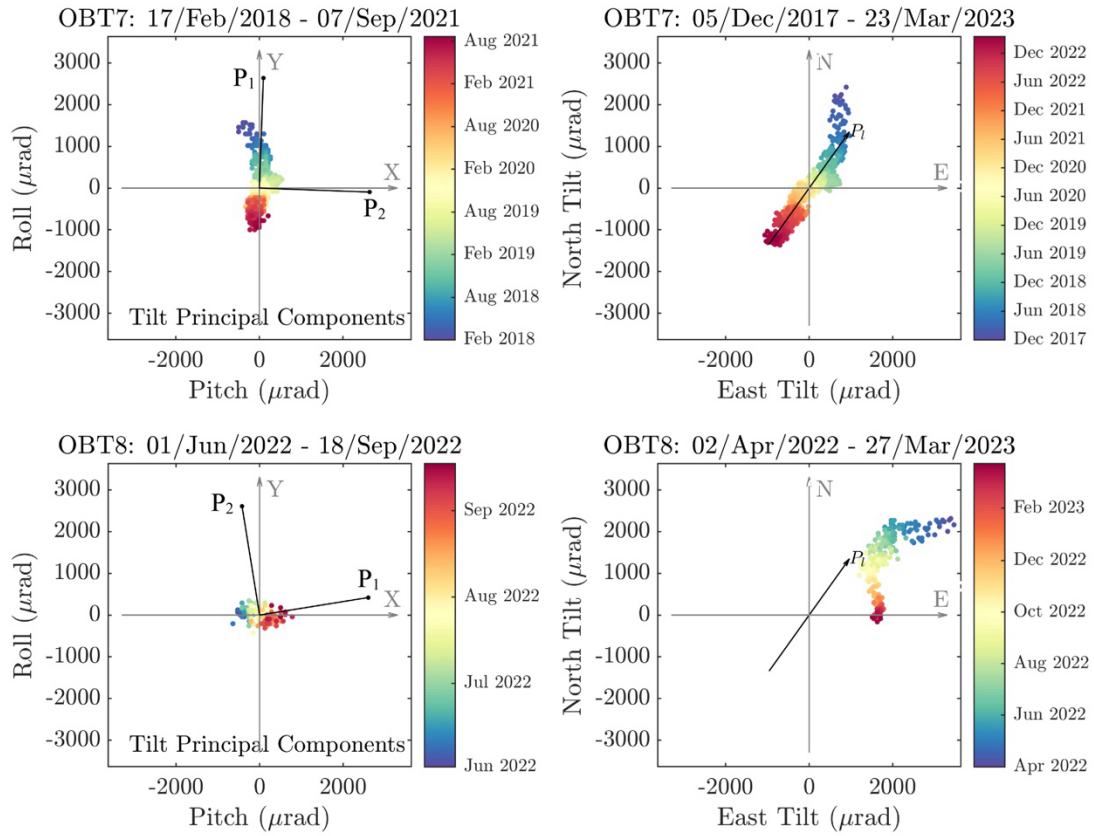 OBT7: 17/Feb/2018 - 07/Sep/2021
3000
2000
1000
0
-1000
-2000
-3000
Roll (μrad)
Y
P1
X
P2
Tilt Principal Components
-2000
0
2000
Pitch (μrad)
Aug 2021
Feb 2021
Aug 2020
Feb 2020
Aug 2019
Feb 2019
Aug 2018
Feb 2018
OBT7: 05/Dec/2017 - 23/Mar/2023
3000
2000
1000
0
-1000
-2000
-3000
North Tilt (μrad)
N
Pl
E
-2000
0
2000
East Tilt (μrad)
Dec 2022
Jun 2022
Dec 2021
Jun 2021
Dec 2020
Jun 2020
Dec 2019
Jun 2019
Dec 2018
Jun 2018
Dec 2017
OBT8: 01/Jun/2022 - 18/Sep/2022
3000
2000
1000
0
-1000
-2000
-3000
Roll (μrad)
Y
P2
P1
X
Tilt Principal Components
-2000
0
2000
Pitch (μrad)
Sep 2022
Aug 2022
Jul 2022
Jun 2022
OBT8: 02/Apr/2022 - 27/Mar/2023
3000
2000
1000
0
-1000
-2000
-3000
North Tilt (μrad)
N
Pl
E
-2000
0
2000
East Tilt (μrad)
Feb 2023
Dec 2022
Oct 2022
Aug 2022
Jun 2022
Apr 2022